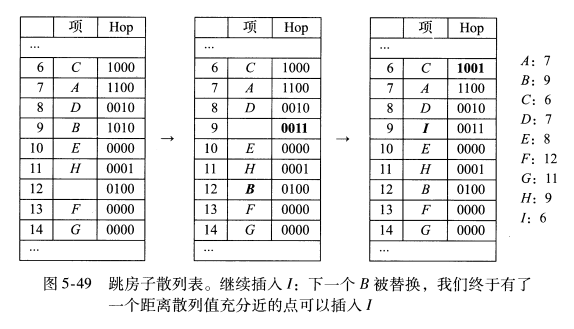 项 Hop
...
6 C 1000
7 A 1100
8 D 0010
9 B 1010
10 E 0000
11 H 0001
12 0100
13 F 0000
14 G 0000
...
→
项 Hop
...
6 C 1000
7 A 1100
8 D 0010
9 0011
10 E 0000
11 H 0001
12 B 0100
13 F 0000
14 G 0000
...
→
项 Hop
...
6 C 1001
7 A 1100
8 D 0010
9 I 0011
10 E 0000
11 H 0001
12 B 0100
13 F 0000
14 G 0000
...
A: 7
B: 9
C: 6
D: 7
E: 8
F: 12
G: 11
H: 9
I: 6
图 5-49 跳房子散列表。继续插入 I：下一个 B 被替换，我们终于有了
一个距离散列值充分近的点可以插入 I